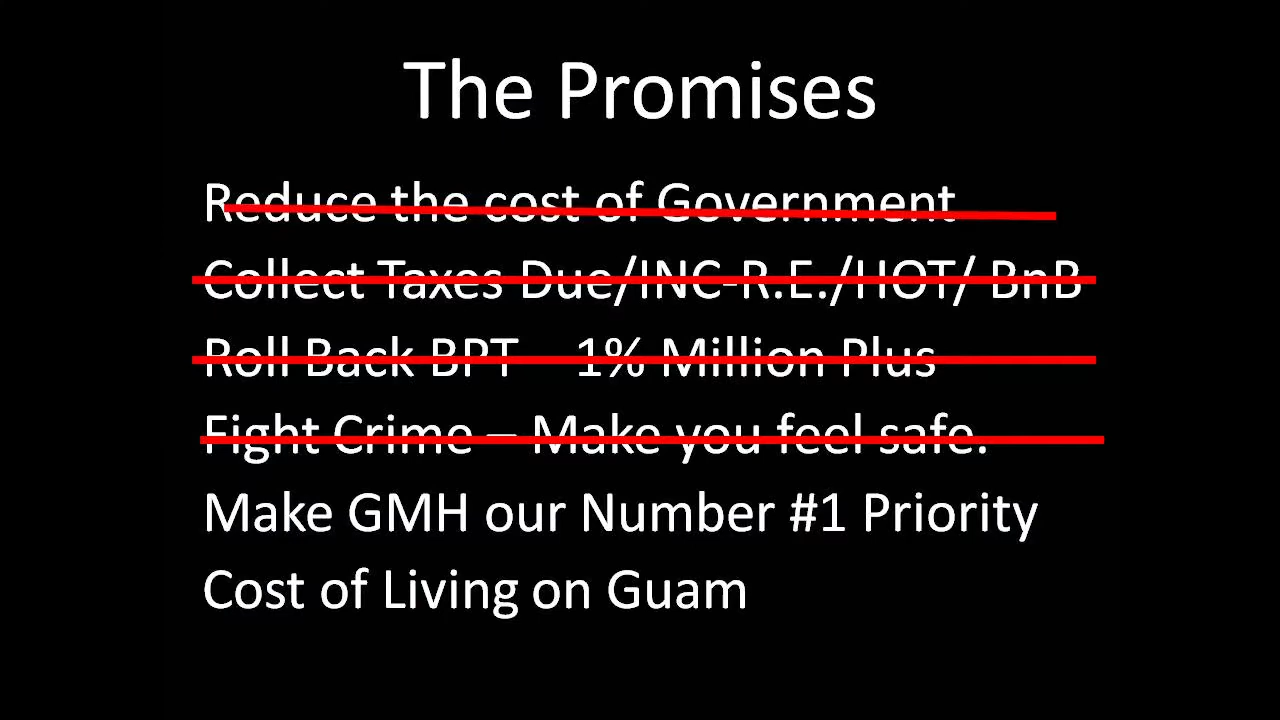 The Promises
Reduce the cost of Government
Collect Taxes Due/INC-R.E./HOT/ BnB
Roll Back BPT – 1% Million Plus
Fight Crime – Make you feel safe.
Make GMH our Number #1 Priority
Cost of Living on Guam